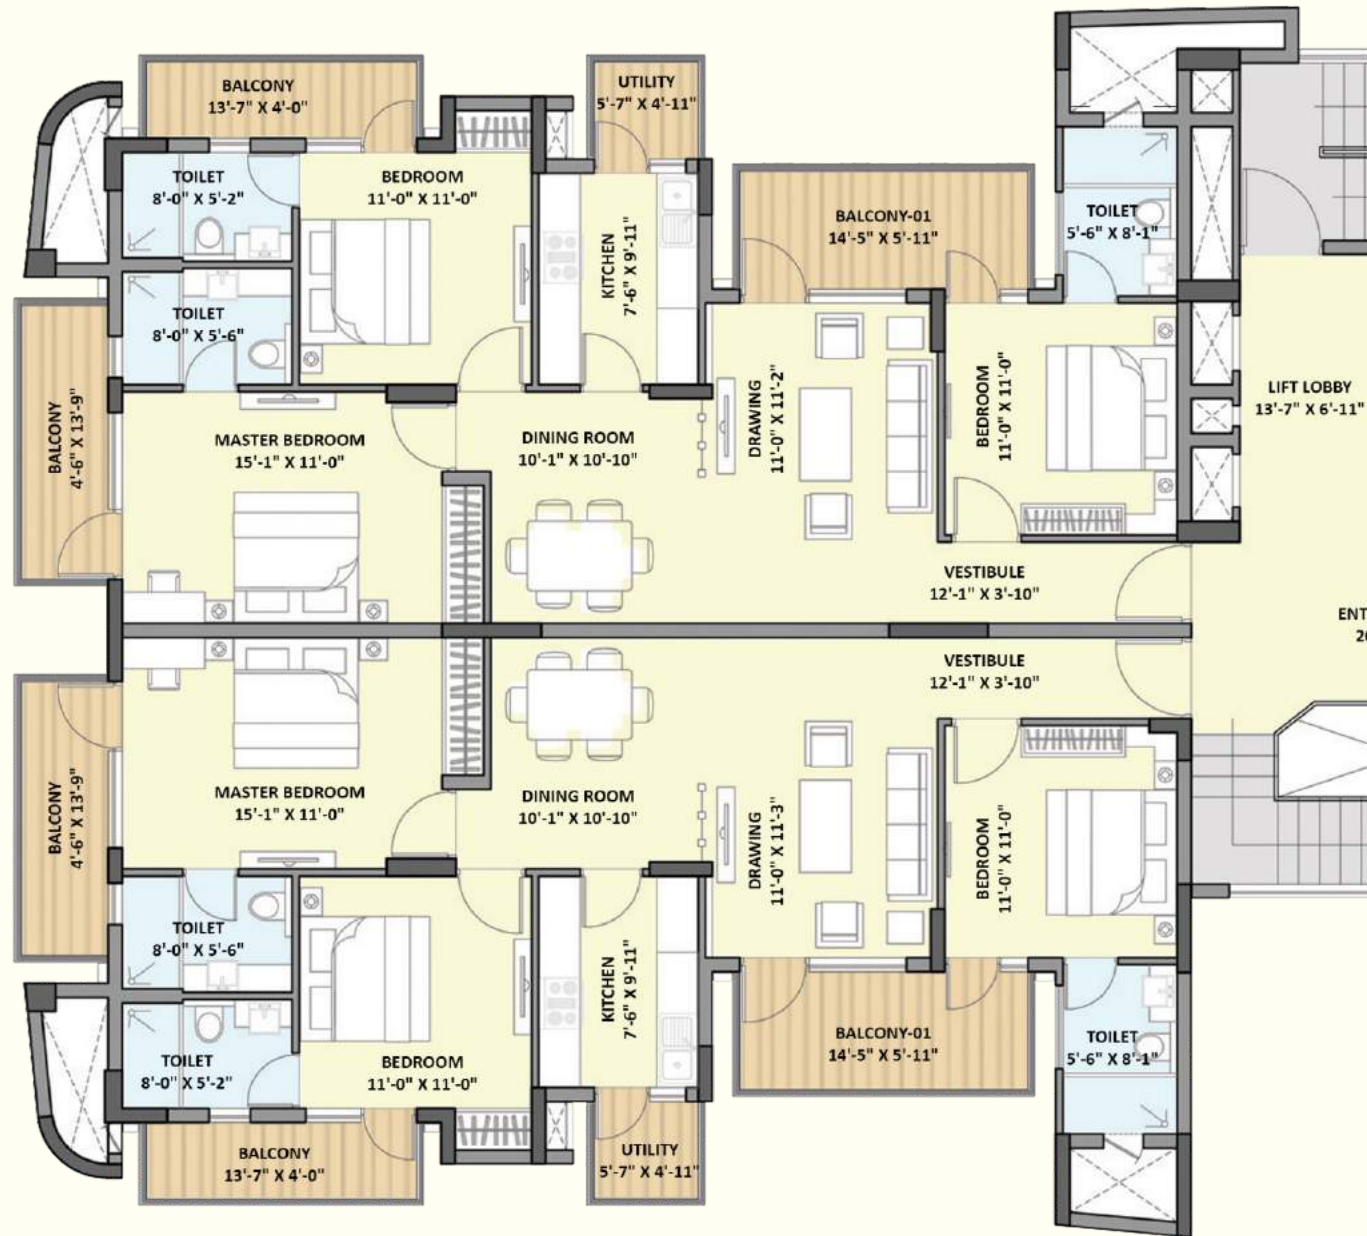 BALCONY
13'-7" X 4'-0"
UTILITY
5'-7" X 4'-11"
TOILET
8'-0" X 5'-2"
BEDROOM
11'-0" X 11'-0"
KITCHEN
7'-6" X 9'-11"
BALCONY-01
14'-5" X 5'-11"
TOILET
5'-6" X 8'-1"
TOILET
8'-0" X 5'-6"
BALCONY
4'-6" X 13'-9"
MASTER BEDROOM
15'-1" X 11'-0"
DINING ROOM
10'-1" X 10'-10"
DRAWING
11'-0" X 11'-2"
BEDROOM
11'-0" X 11'-0"
LIFT LOBBY
13'-7" X 6'-11"
VESTIBULE
12'-1" X 3'-10"
ENT
20
VESTIBULE
12'-1" X 3'-10"
BALCONY
4'-6" X 13'-9"
MASTER BEDROOM
15'-1" X 11'-0"
DINING ROOM
10'-1" X 10'-10"
DRAWING
11'-0" X 11'-3"
BEDROOM
11'-0" X 11'-0"
TOILET
8'-0" X 5'-6"
KITCHEN
7'-6" X 9'-11"
TOILET
8'-0" X 5'-2"
BEDROOM
11'-0" X 11'-0"
BALCONY-01
14'-5" X 5'-11"
TOILET
5'-6" X 8'-1"
BALCONY
13'-7" X 4'-0"
UTILITY
5'-7" X 4'-11"